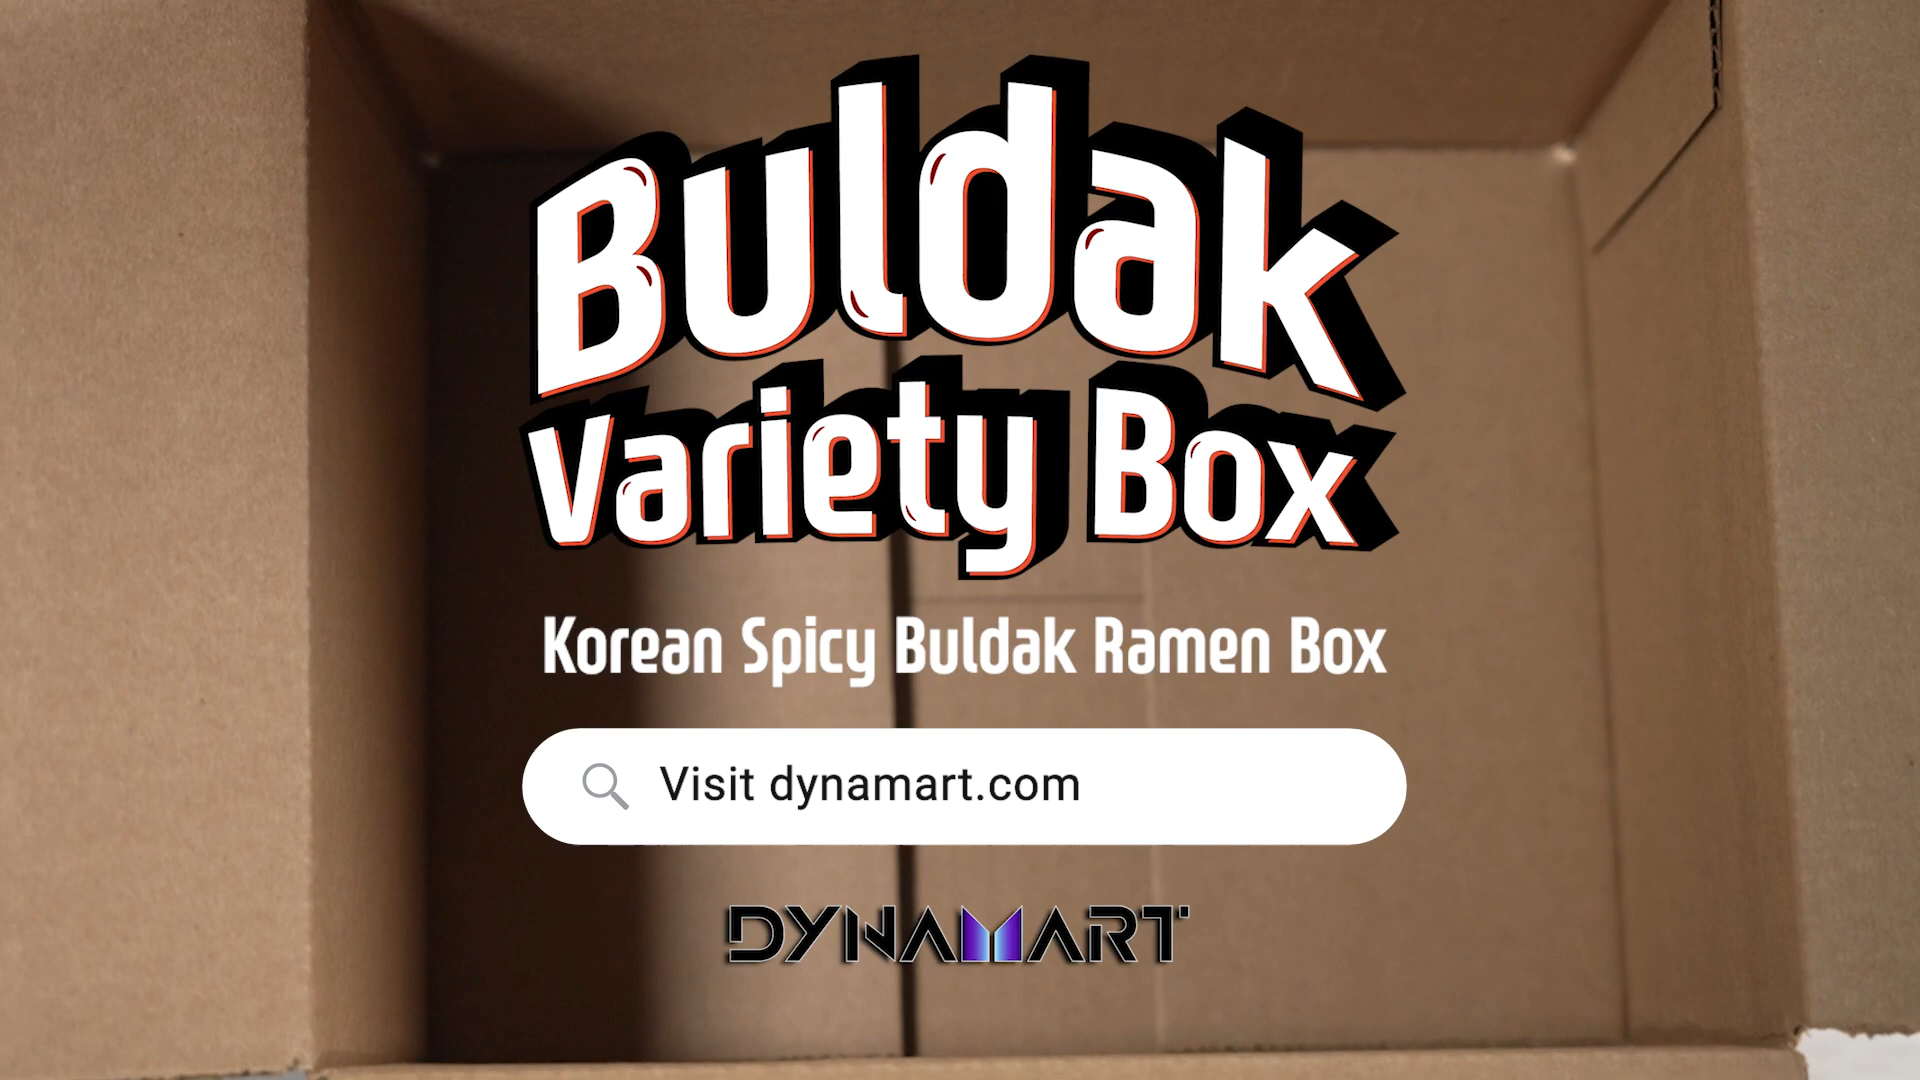 Buldak
Variety Box
Korean Spicy Buldak Ramen Box
Visit dynamart.com
DYNAMART